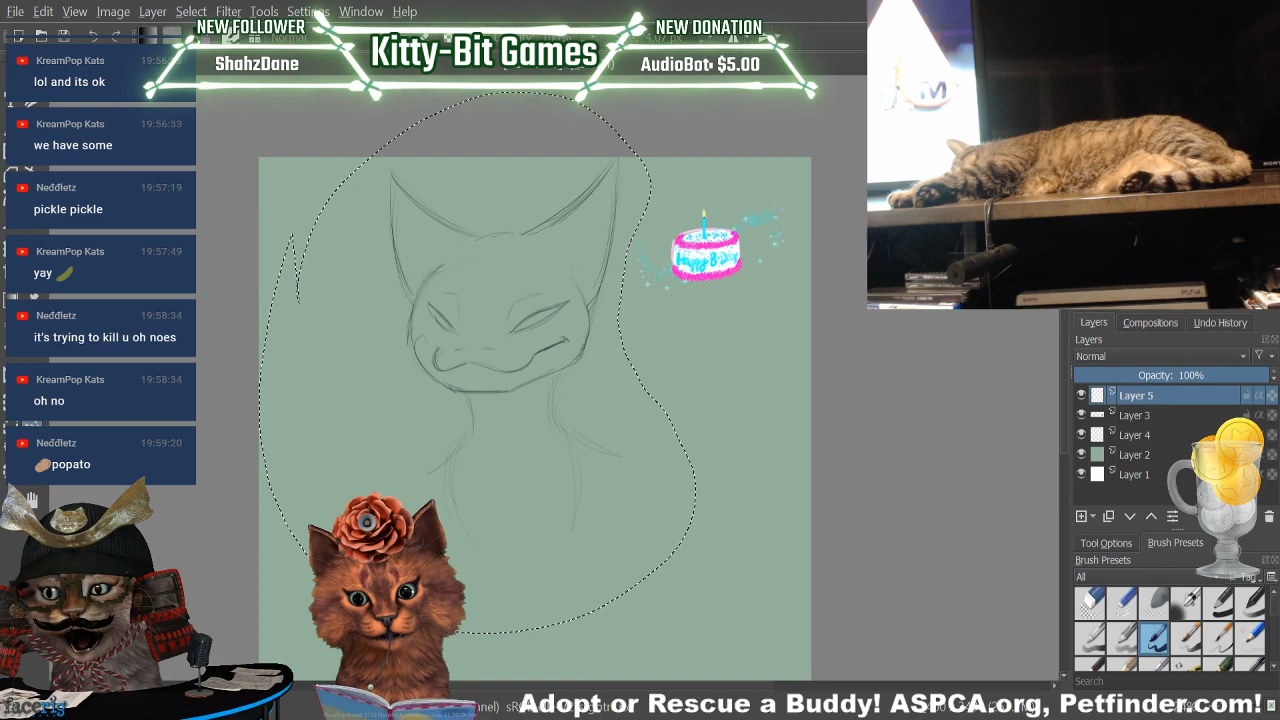 File Edit View Image Layer Select Filter Tools Settings Window Help
NEW FOLLOWER
ShahzDane
Kitty-Bit Games
NEW DONATION
AudioBot: $5.00
KreamPop Kats
lol and its ok
KreamPop Kats 19:56:33
we have some
Neddletz 19:57:19
pickle pickle
KreamPop Kats 19:57:49
yay
Neddletz 19:58:34
it's trying to kill u oh noes
KreamPop Kats 19:58:34
oh no
Neddletz 19:59:20
popato
Happy B-Day
M
PS4
Layers Compositions Undo History
Layers
Normal
Opacity: 100%
Layer 5
Layer 3
Layer 4
Layer 2
Layer 1
Tool Options Brush Presets
Brush Presets
All
Tag
Search
facerig
Adopt or Rescue a Buddy! ASPCA.org, Petfinder.com!